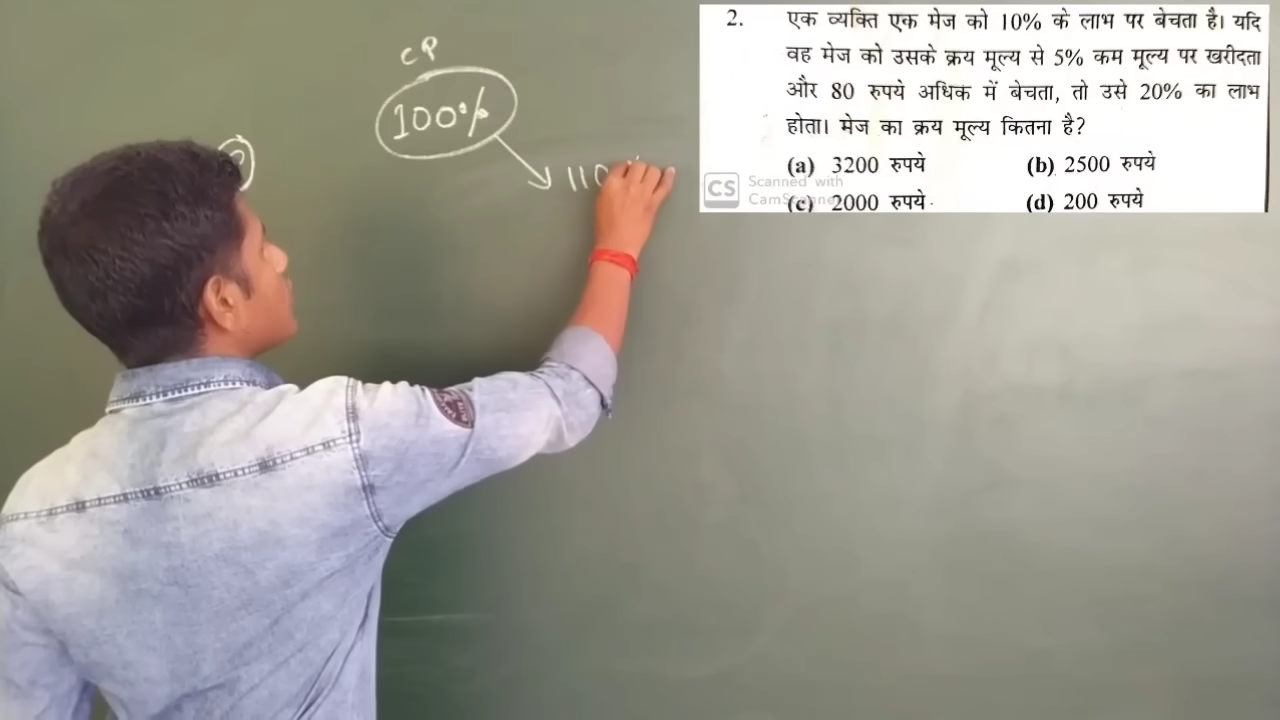 CP
100%
110
2. एक व्यक्ति एक मेज को 10% के लाभ पर बेचता है। यदि
वह मेज को उसके क्रय मूल्य से 5% कम मूल्य पर खरीदता
और 80 रुपये अधिक में बेचता, तो उसे 20% का लाभ
होता। मेज का क्रय मूल्य कितना है?
(a) 3200 रुपये (b) 2500 रुपये
(c) 2000 रुपये (d) 200 रुपये
CS Scanned with
CamScanner